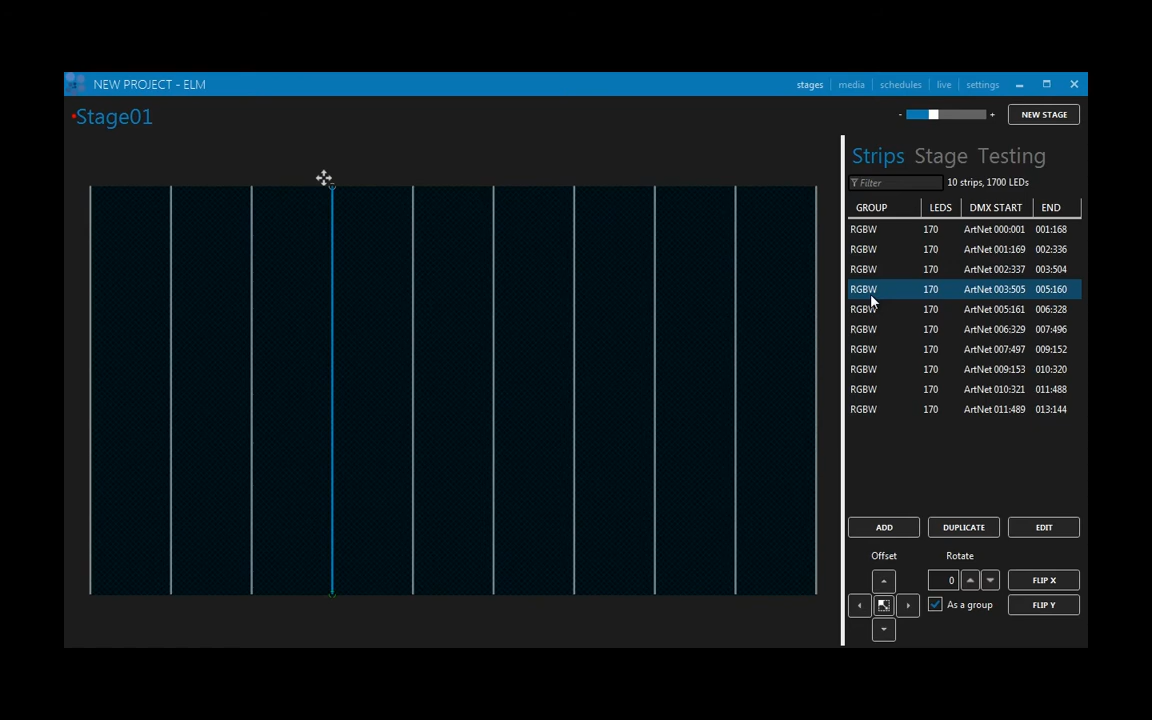 NEW PROJECT - ELM
stages media schedules live settings
Stage01
- + NEW STAGE
Strips Stage Testing
Filter 10 strips, 1700 LEDs
GROUP LEDS DMX START END
RGBW 170 ArtNet 000:001 001:168
RGBW 170 ArtNet 001:169 002:336
RGBW 170 ArtNet 002:337 003:504
RGBW 170 ArtNet 003:505 005:160
RGBW 170 ArtNet 005:161 006:328
RGBW 170 ArtNet 006:329 007:496
RGBW 170 ArtNet 007:497 009:152
RGBW 170 ArtNet 009:153 010:320
RGBW 170 ArtNet 010:321 011:488
RGBW 170 ArtNet 011:489 013:144
ADD DUPLICATE EDIT
Offset Rotate
0 FLIP X
As a group FLIP Y